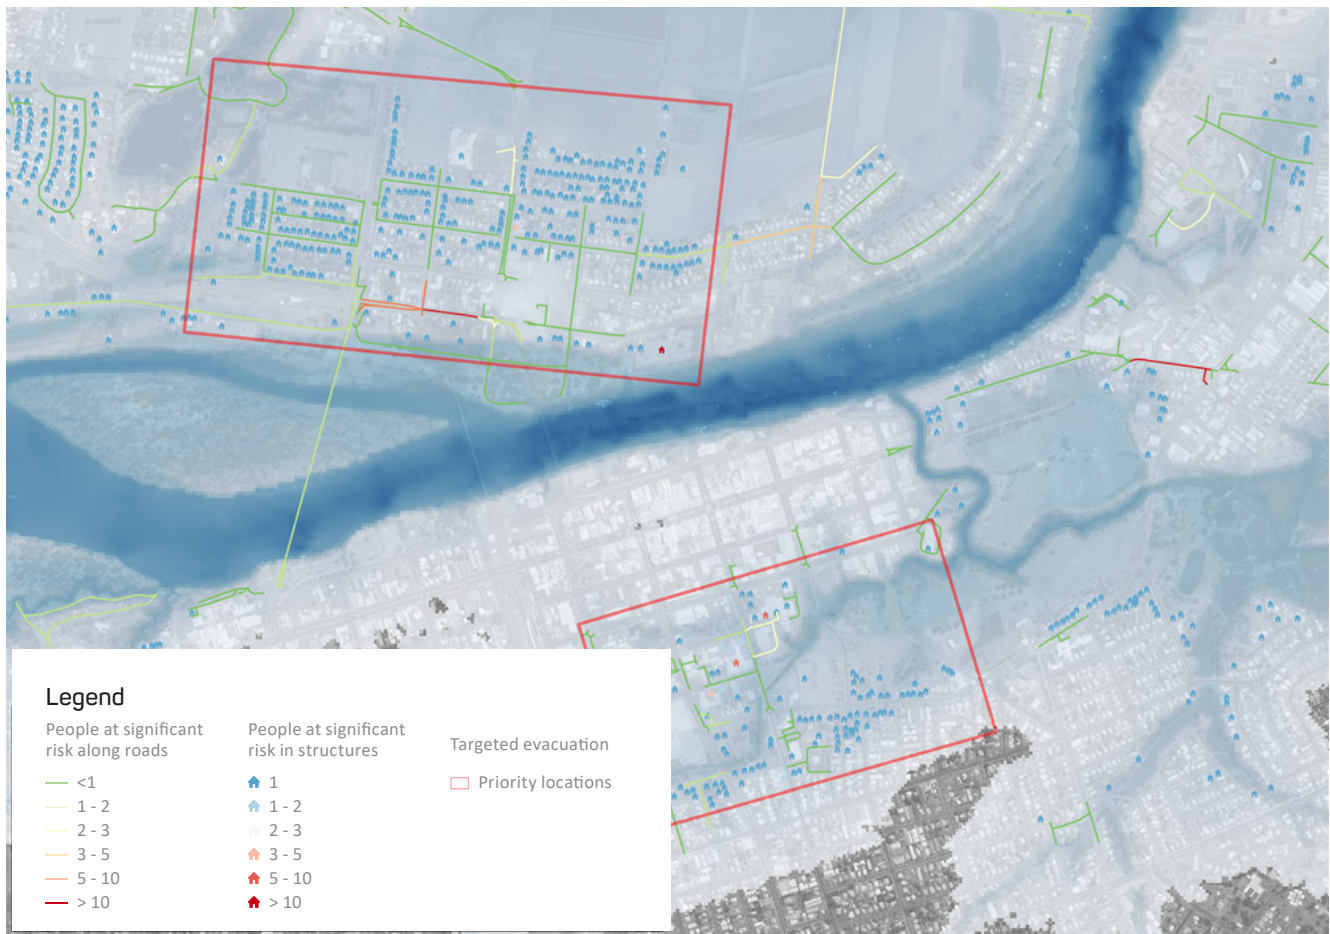 Legend
People at significant
risk along roads
<1
1 - 2
2 - 3
3 - 5
5 - 10
> 10
People at significant
risk in structures
1
1 - 2
2 - 3
3 - 5
5 - 10
> 10
Targeted evacuation
Priority locations